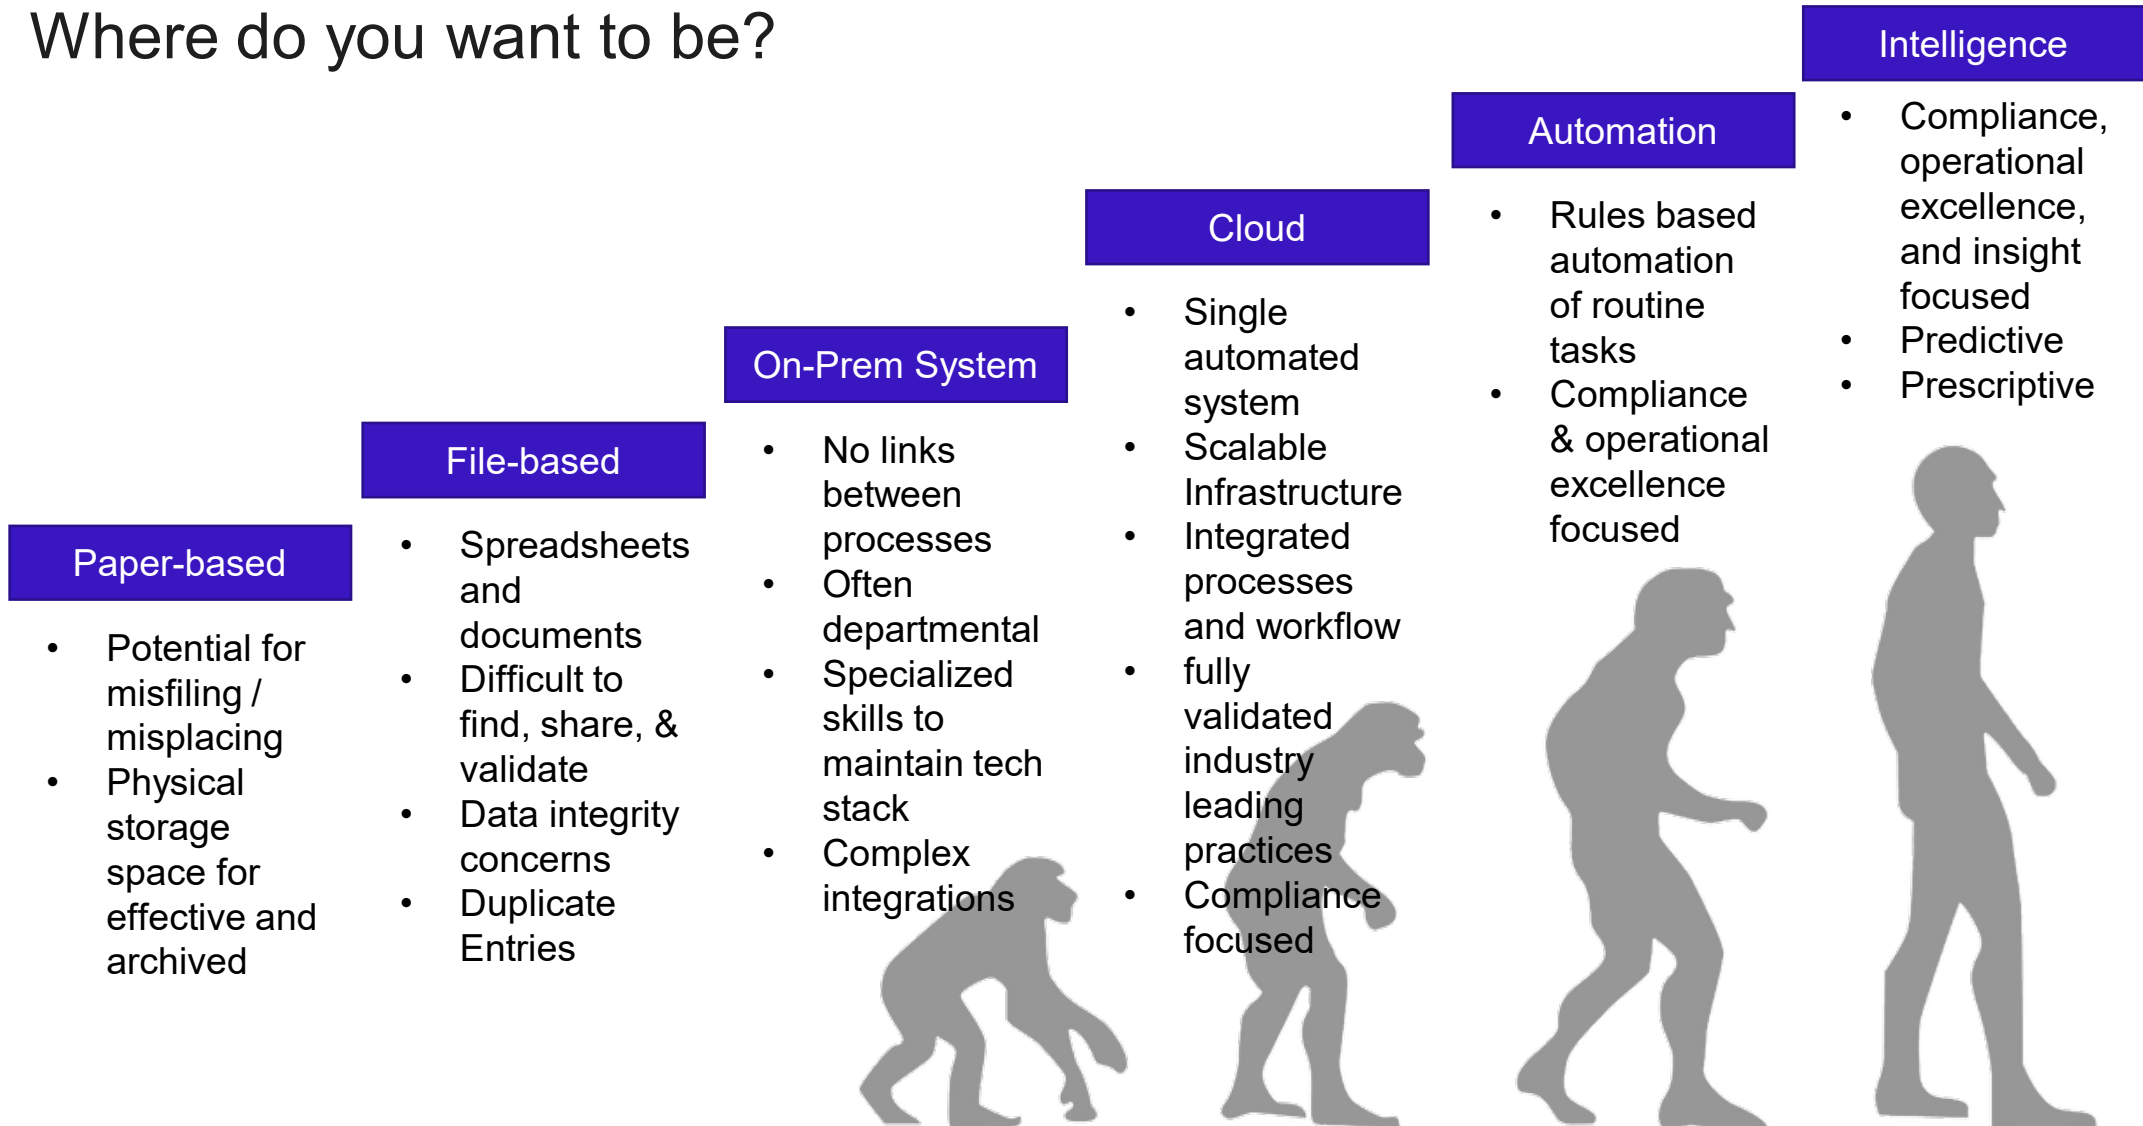 Where do you want to be?
Paper-based
• Potential for
misfiling /
misplacing
• Physical
storage
space for
effective and
archived
File-based
• Spreadsheets
and
documents
• Difficult to
find, share, &
validate
• Data integrity
concerns
• Duplicate
Entries
On-Prem System
• No links
between
processes
• Often
departmental
• Specialized
skills to
maintain tech
stack
• Complex
integrations
Cloud
• Single
automated
system
• Scalable
Infrastructure
• Integrated
processes
and workflow
• fully
validated
industry
leading
practices
• Compliance
focused
Automation
• Rules based
automation
of routine
tasks
• Compliance
& operational
excellence
focused
Intelligence
• Compliance,
operational
excellence,
and insight
focused
• Predictive
• Prescriptive